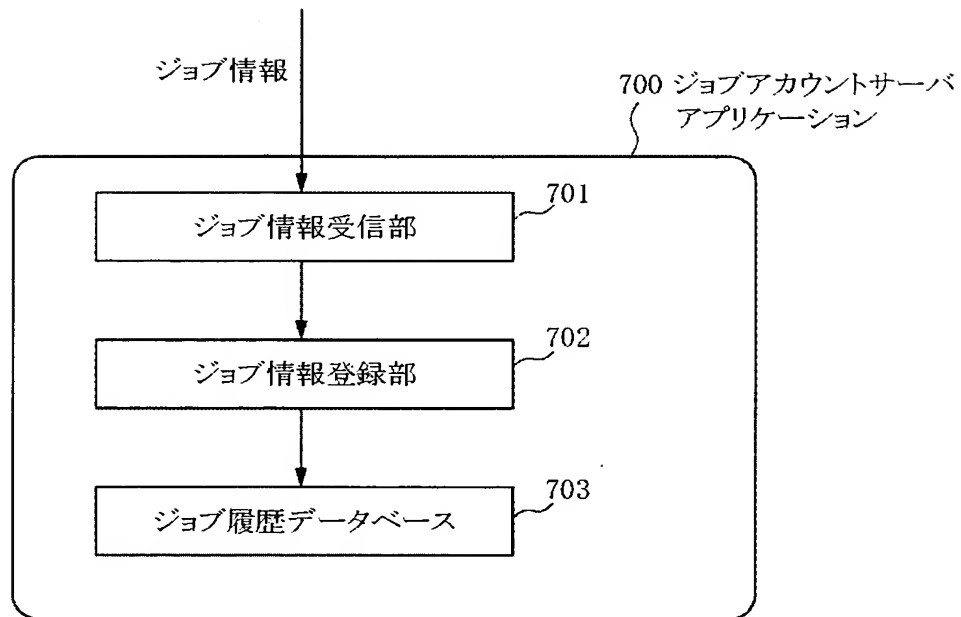 ジョブ情報
700 ジョブアカウントサーバ
アプリケーション
701
ジョブ情報受信部
702
ジョブ情報登録部
703
ジョブ履歴データベース